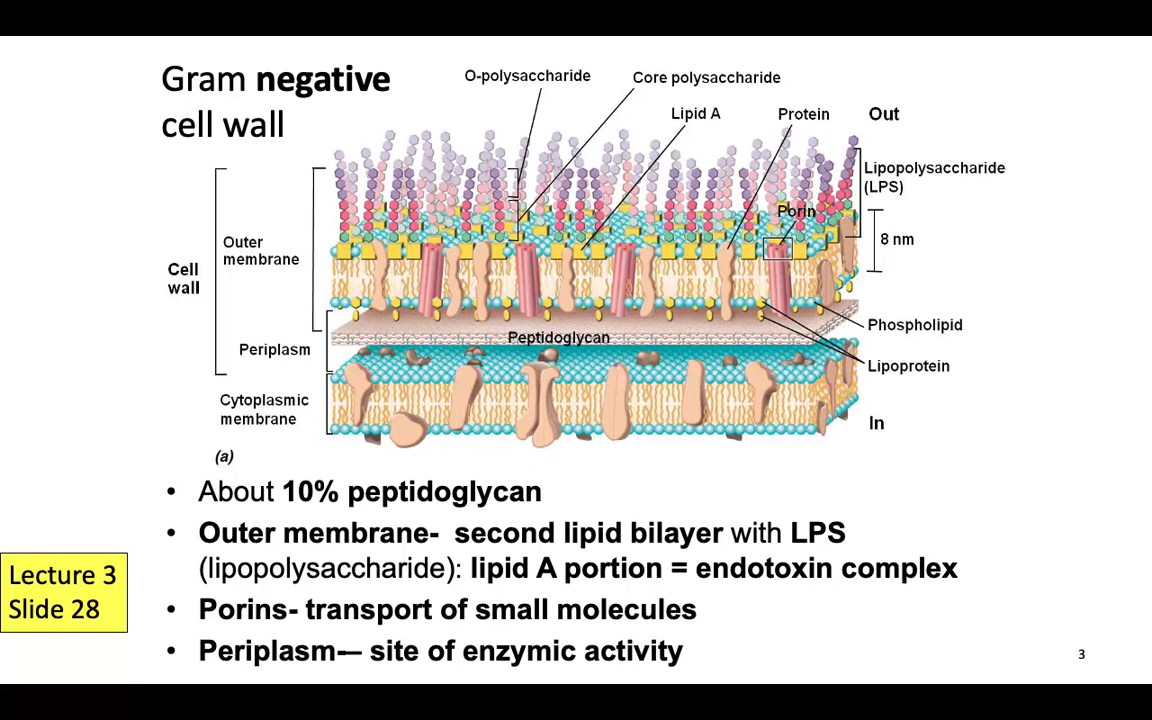 Gram negative
cell wall
O-polysaccharide
Core polysaccharide
Lipid A
Protein
Out
Lipopolysaccharide
(LPS)
Porin
8 nm
Outer
membrane
Cell
wall
Phospholipid
Peptidoglycan
Periplasm
Lipoprotein
Cytoplasmic
membrane
In
(a)
• About 10% peptidoglycan
• Outer membrane- second lipid bilayer with LPS
(lipopolysaccharide): lipid A portion = endotoxin complex
Lecture 3
Slide 28
• Porins- transport of small molecules
• Periplasm-– site of enzymic activity
3